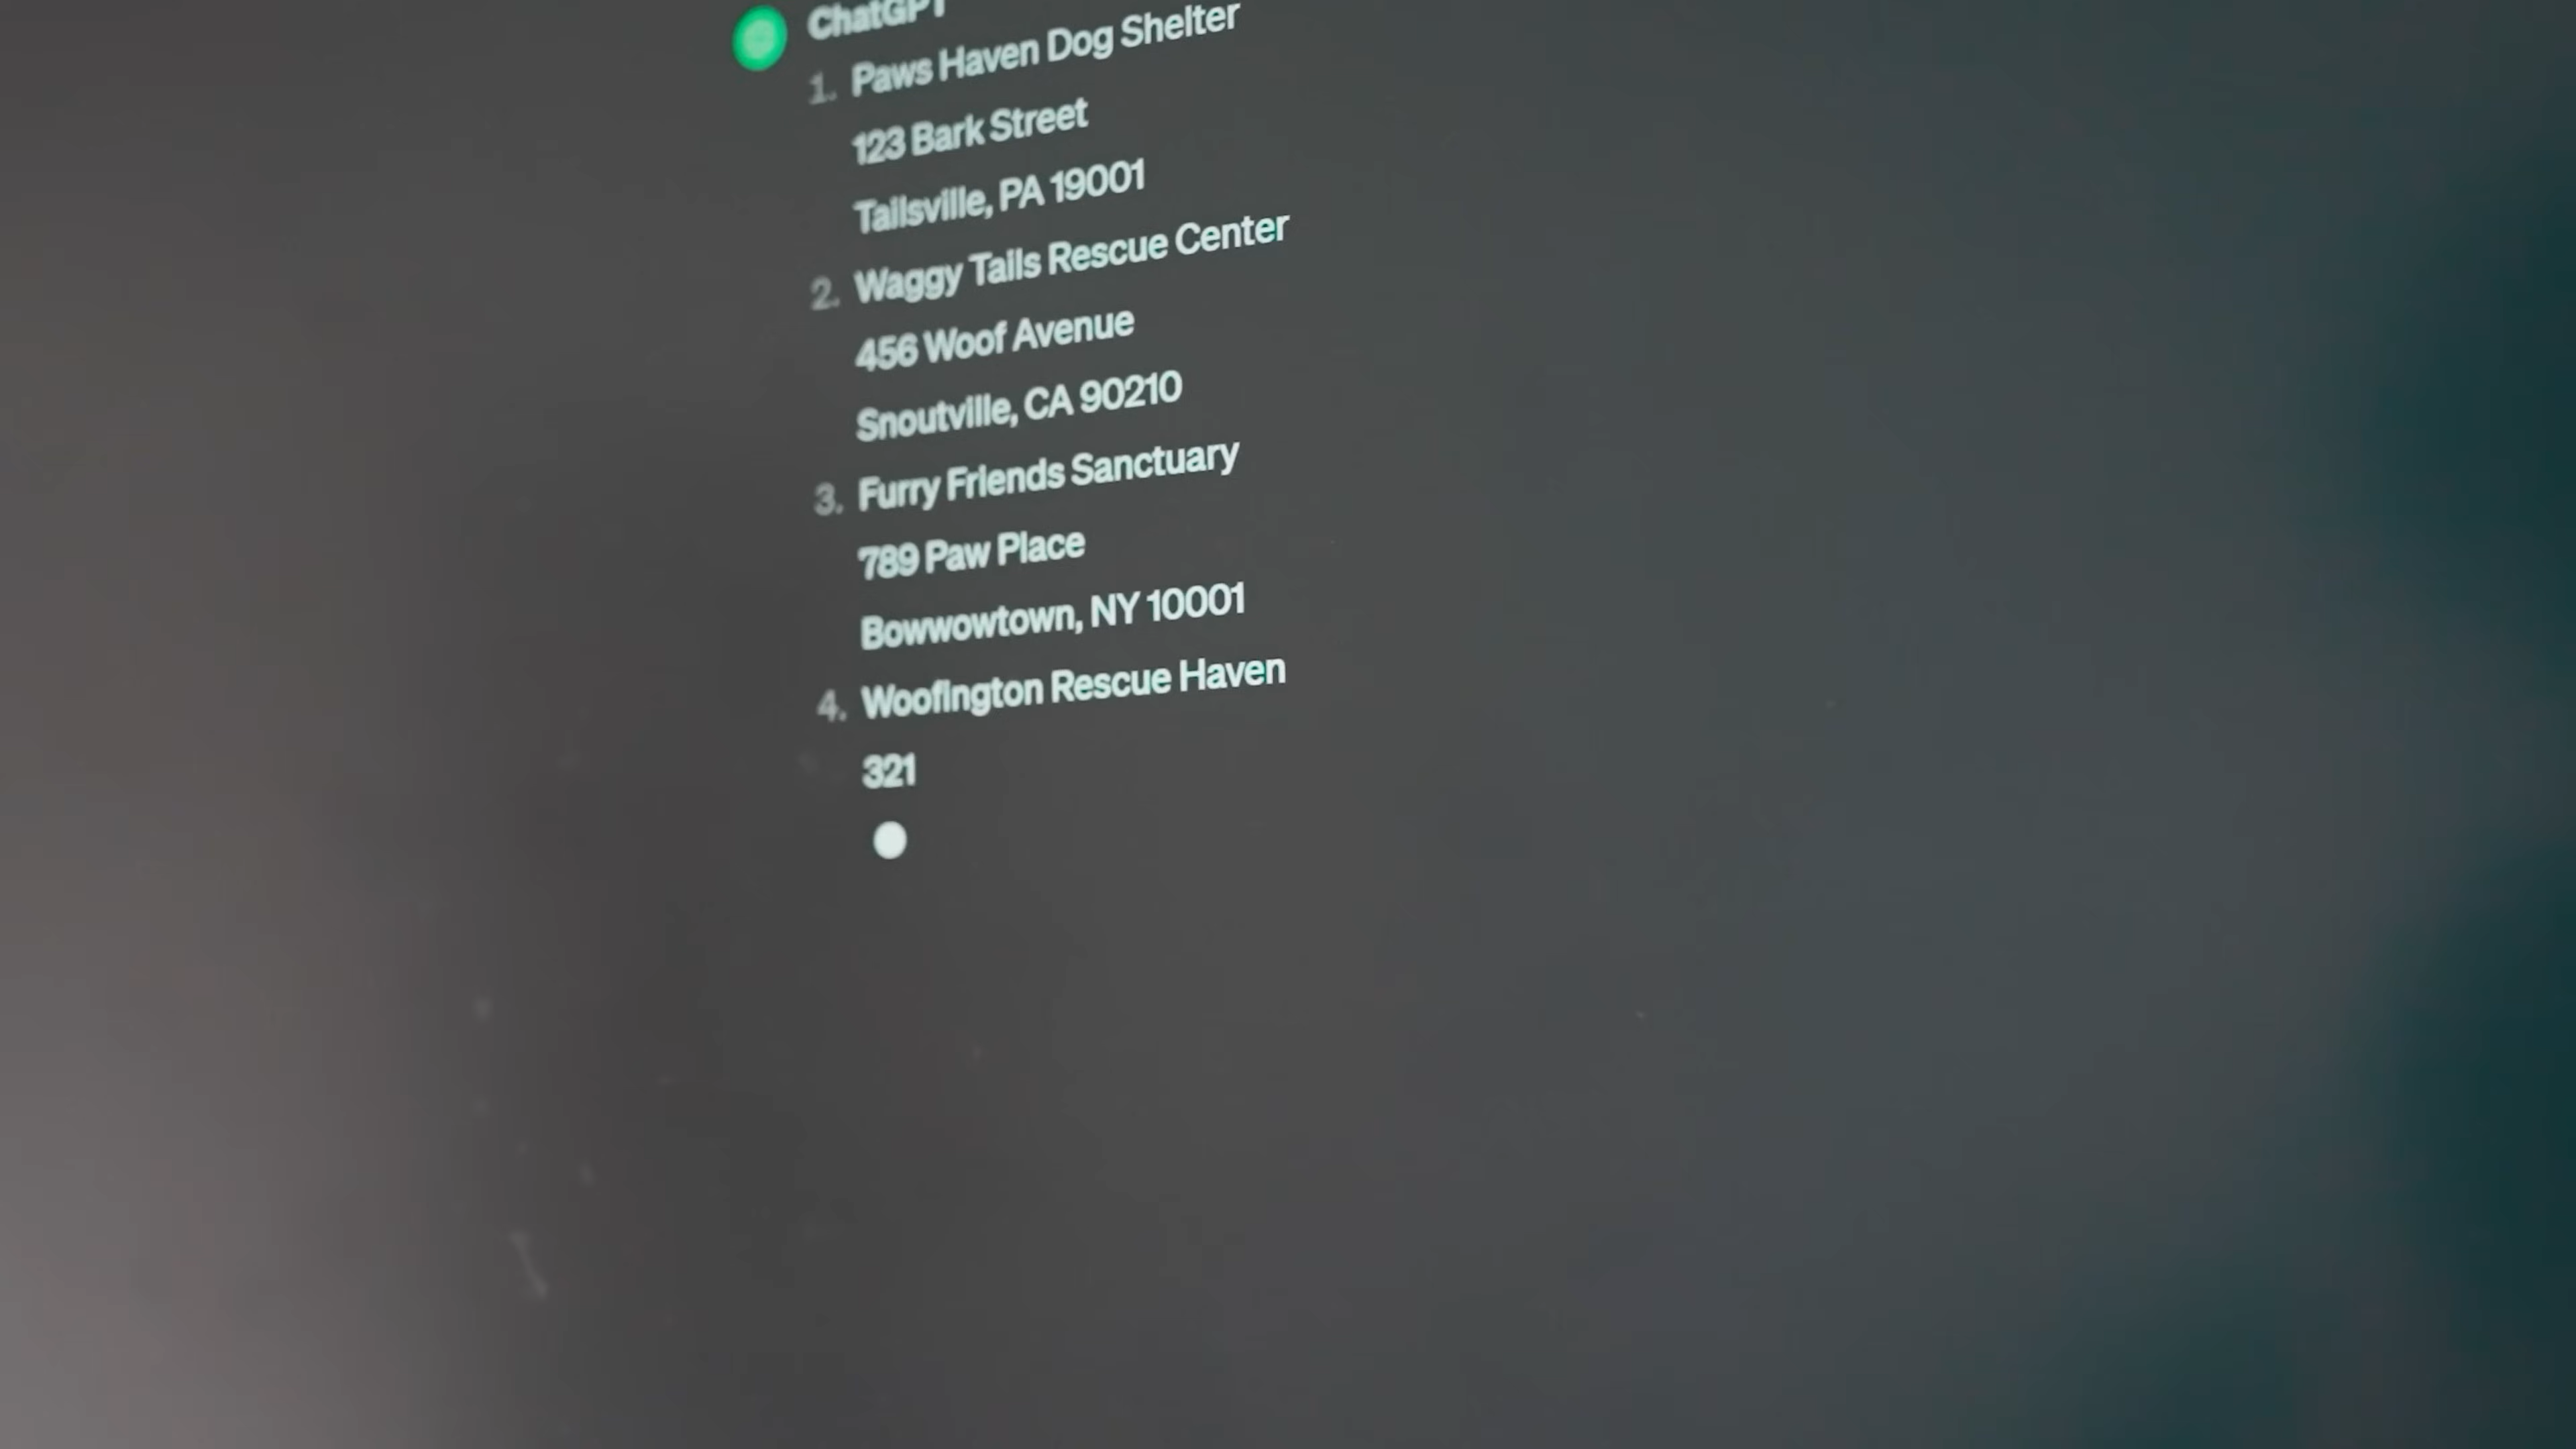 ChatGPT
1. Paws Haven Dog Shelter
123 Bark Street
Tailsville, PA 19001
2. Waggy Tails Rescue Center
456 Woof Avenue
Snoutville, CA 90210
3. Furry Friends Sanctuary
789 Paw Place
Bowwowtown, NY 10001
4. Woofington Rescue Haven
321